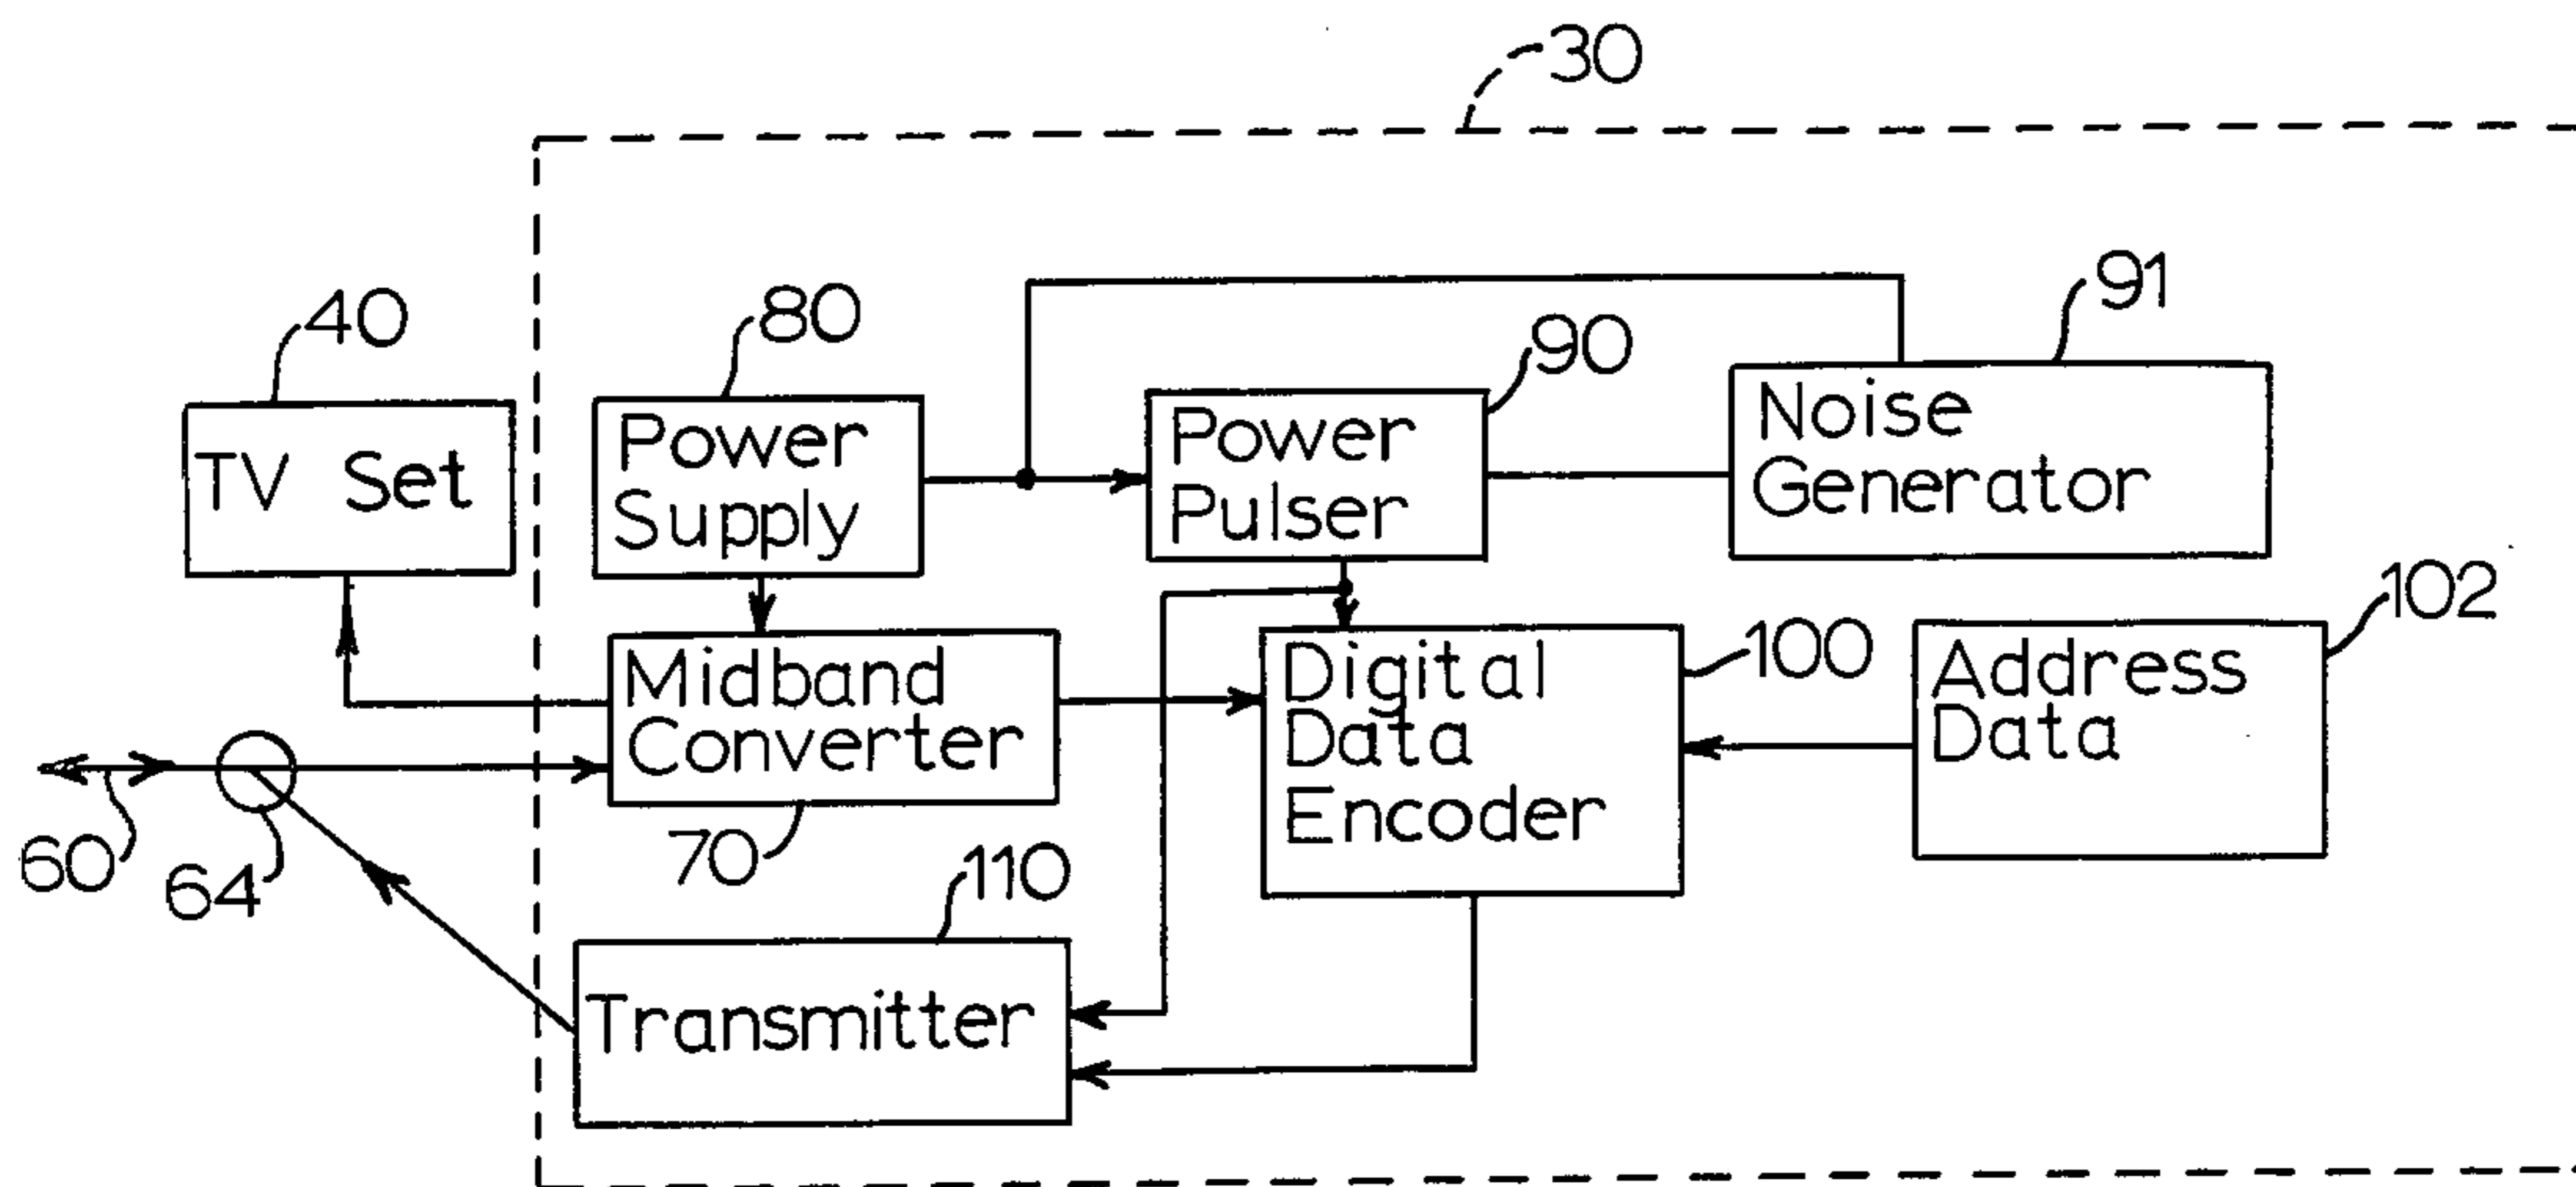 30
91
80
40
90
Noise
Generator
Power
Supply
Power
Pulser
TV Set
102
100
Midband
Converter
Digital
Data
Encoder
Address
Data
70
60
64
110
Transmitter